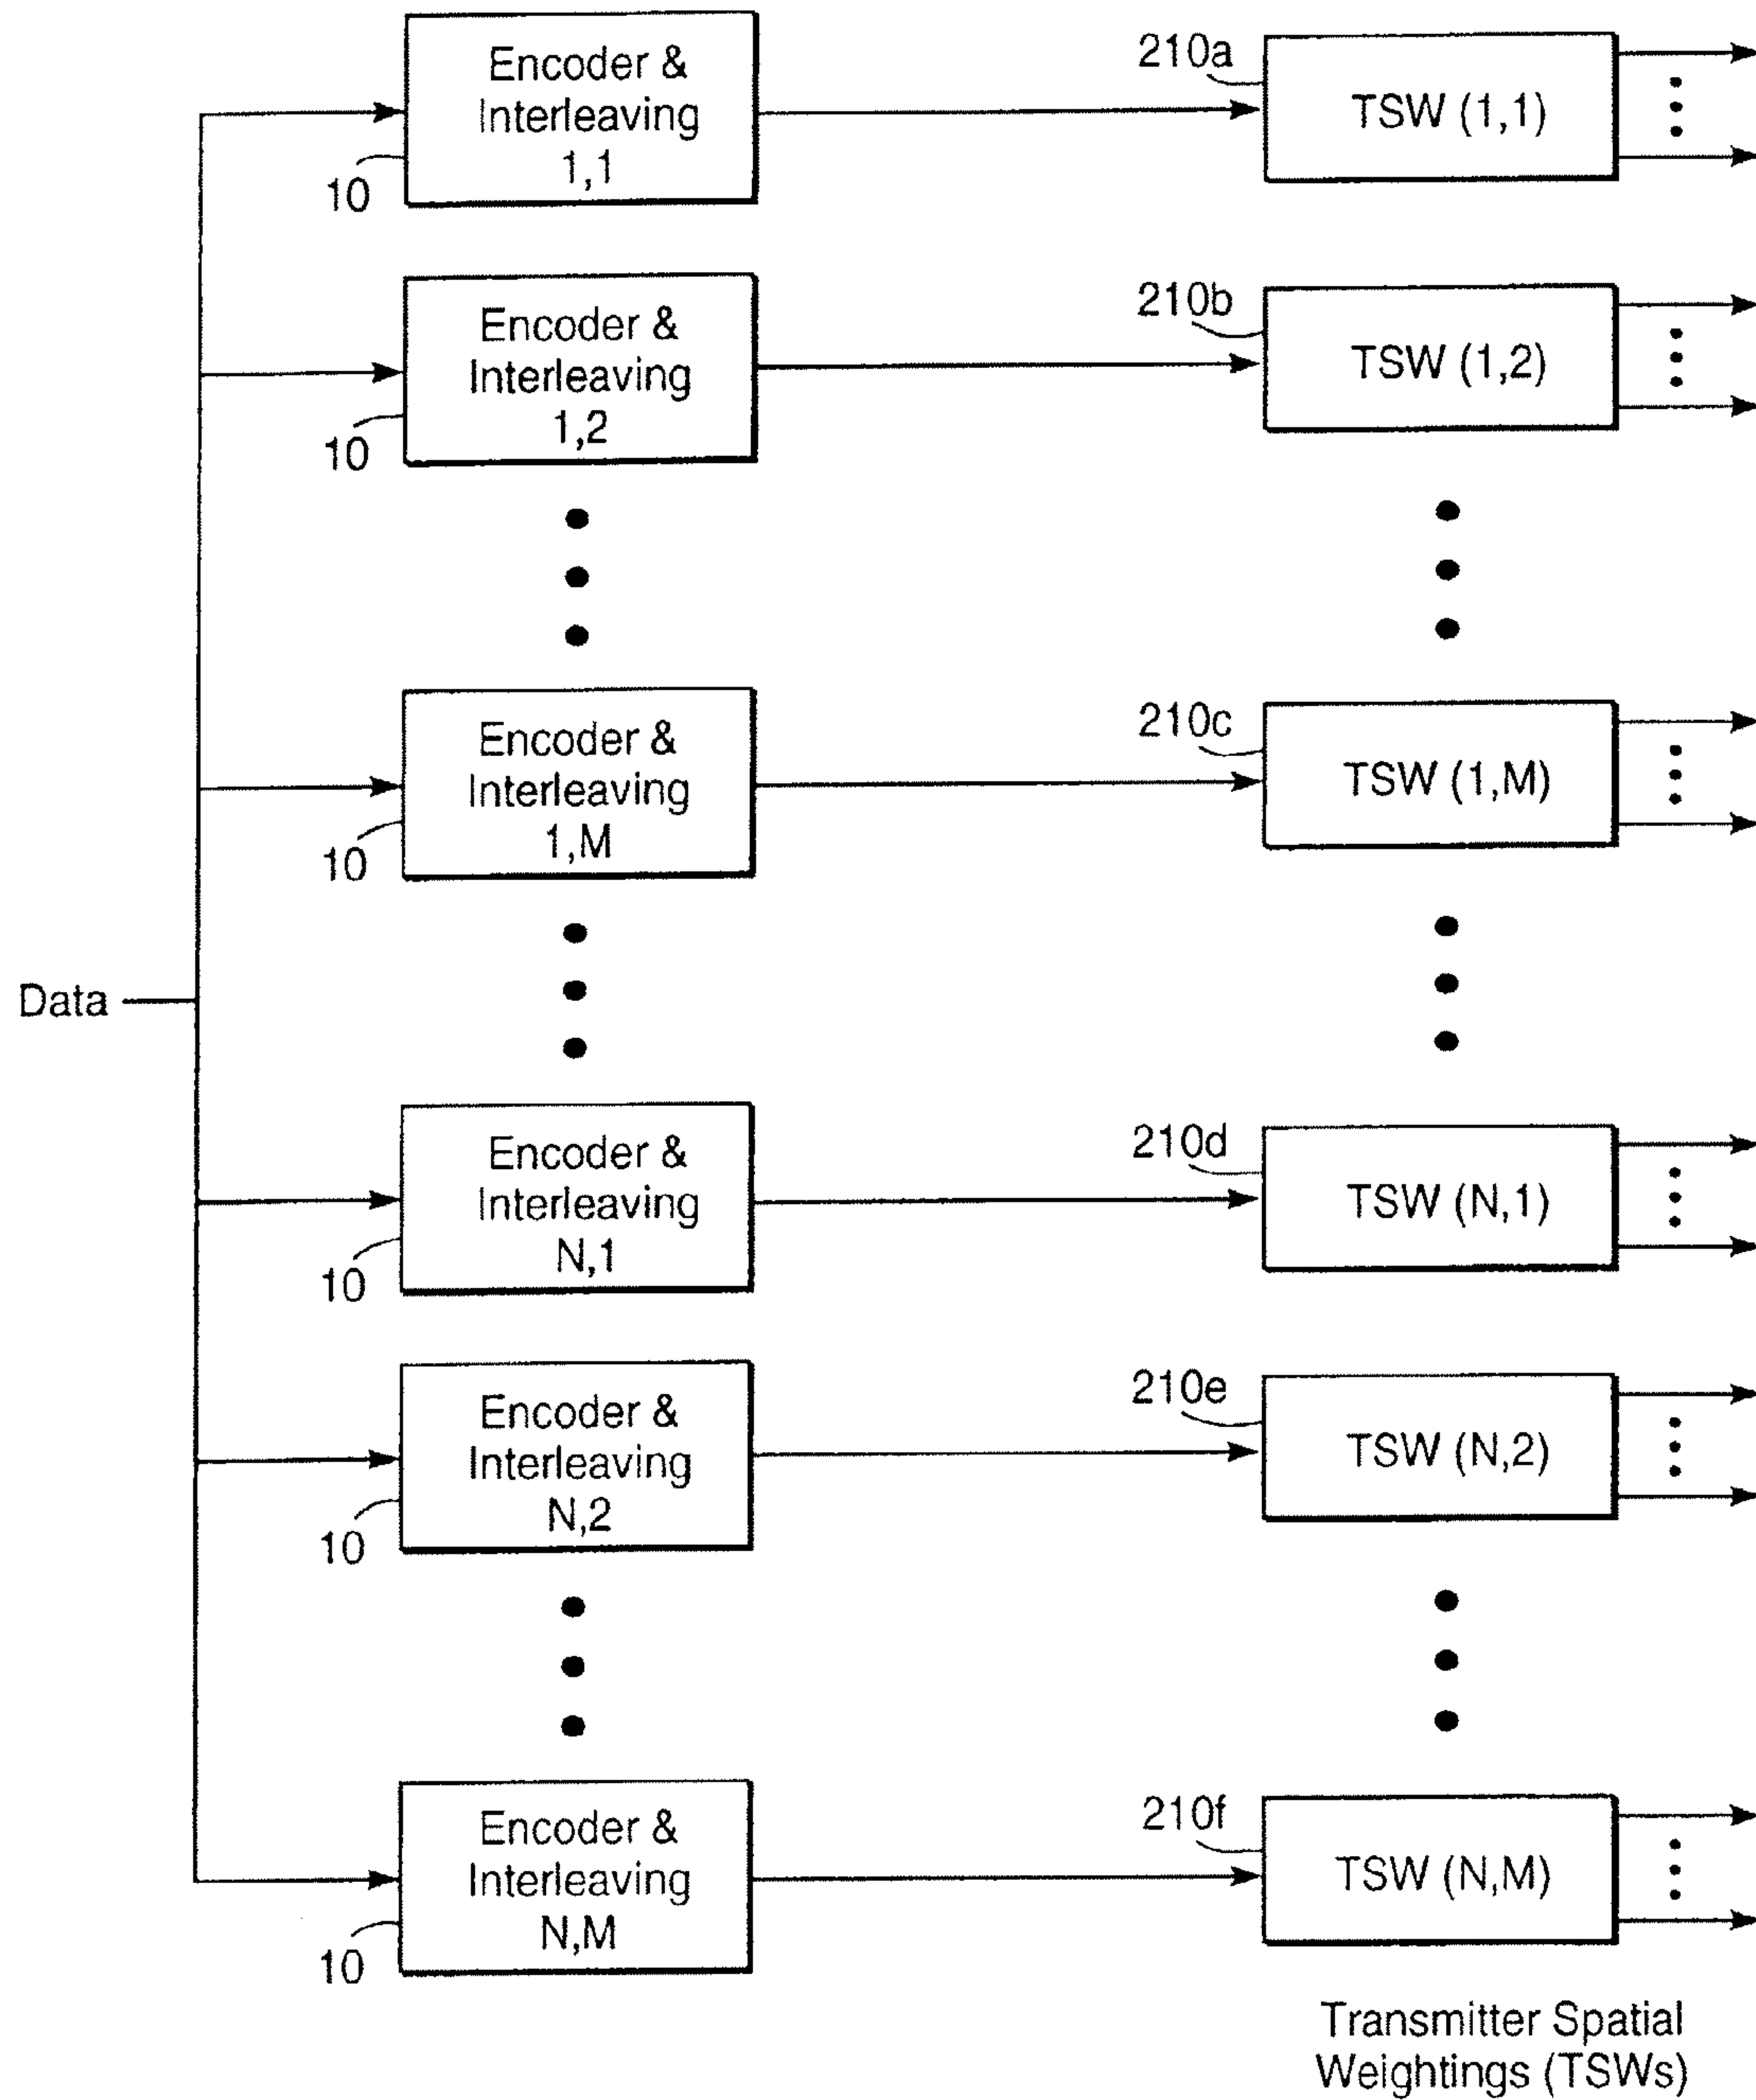 Encoder &
Interleaving
1,1
10
210a
TSW (1,1)
Encoder &
Interleaving
1,2
10
210b
TSW (1,2)
Encoder &
Interleaving
1,M
10
210c
TSW (1,M)
Data
Encoder &
Interleaving
N,1
10
210d
TSW (N,1)
Encoder &
Interleaving
N,2
10
210e
TSW (N,2)
Encoder &
Interleaving
N,M
10
210f
TSW (N,M)
Transmitter Spatial
Weightings (TSWs)